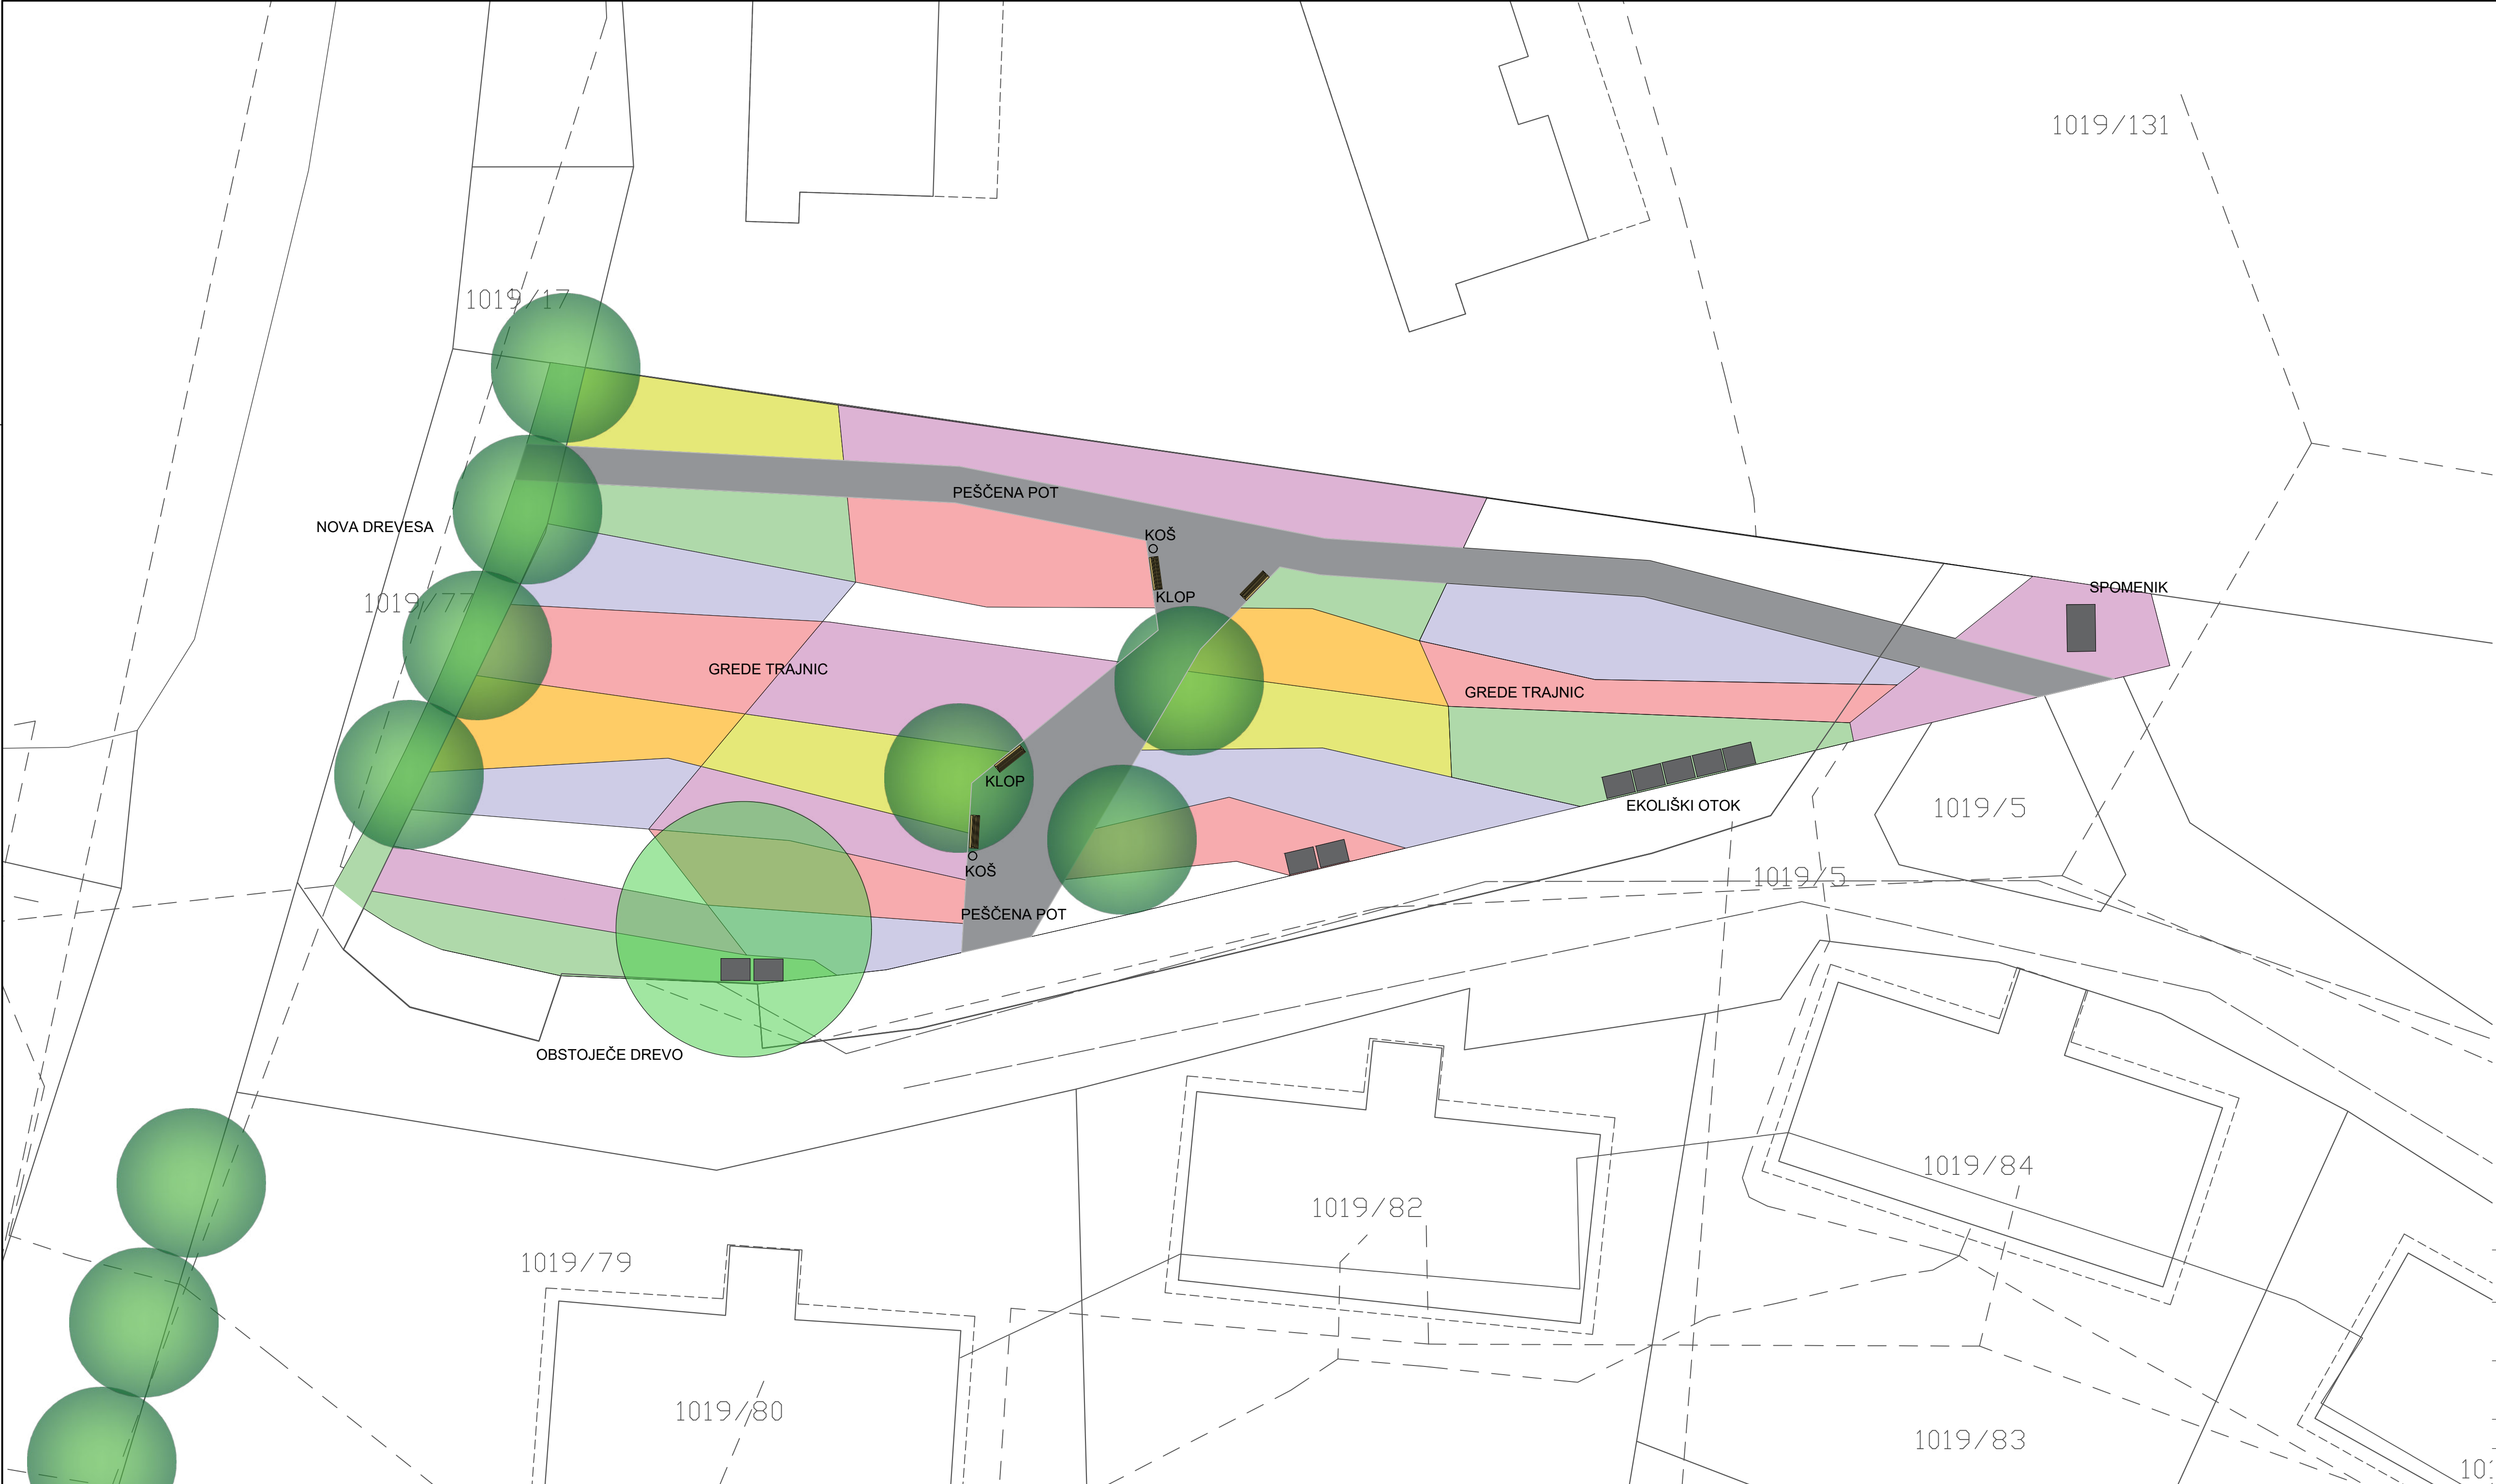 1019/131
1019/17
PEŠČENA POT
NOVA DREVESA
KOŠ
SPOMENIK
KLOP
1019/77
GREDE TRAJNIC
GREDE TRAJNIC
KLOP
EKOLIŠKI OTOK
1019/5
KOŠ
1019/5
PEŠČENA POT
OBSTOJEČE DREVO
1019/84
1019/82
1019/79
1019/80
1019/83